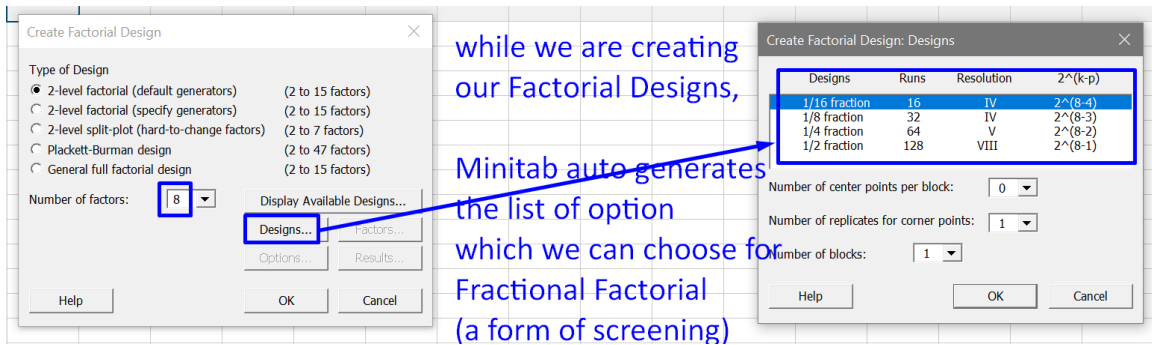 Create Factorial Design
Type of Design
2-level factorial (default generators) (2 to 15 factors)
2-level factorial (specify generators) (2 to 15 factors)
2-level split-plot (hard-to-change factors) (2 to 7 factors)
Plackett-Burman design (2 to 47 factors)
General full factorial design (2 to 15 factors)
Number of factors: 8
Display Available Designs...
Designs... Factors...
Options... Results...
Help OK Cancel
while we are creating
our Factorial Designs,
Minitab auto generates
the list of option
which we can choose for
Fractional Factorial
(a form of screening)
Create Factorial Design: Designs
Designs Runs Resolution 2^(k-p)
1/16 fraction 16 IV 2^(8-4)
1/8 fraction 32 IV 2^(8-3)
1/4 fraction 64 V 2^(8-2)
1/2 fraction 128 VIII 2^(8-1)
Number of center points per block: 0
Number of replicates for corner points: 1
Number of blocks: 1
Help OK Cancel